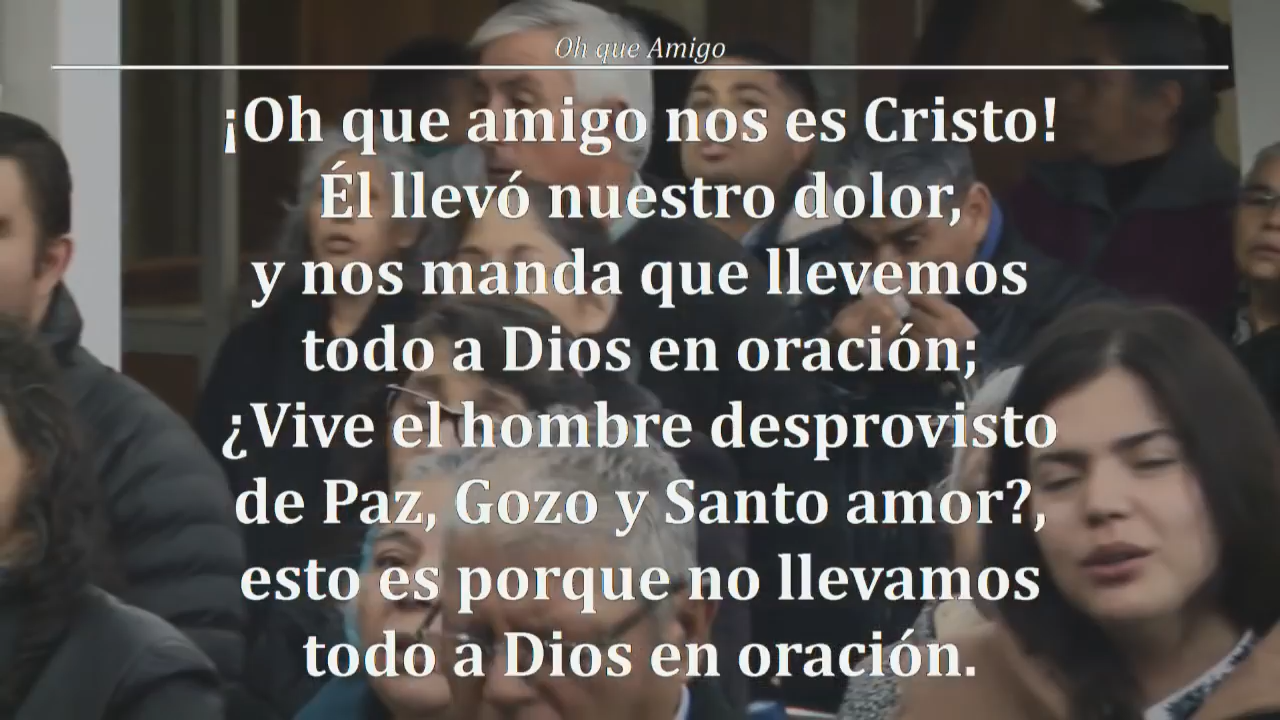 Oh que Amigo
¡Oh que amigo nos es Cristo!
Él llevó nuestro dolor,
y nos manda que llevemos
todo a Dios en oración;
¿Vive el hombre desprovisto
de Paz, Gozo y Santo amor?,
esto es porque no llevamos
todo a Dios en oración.